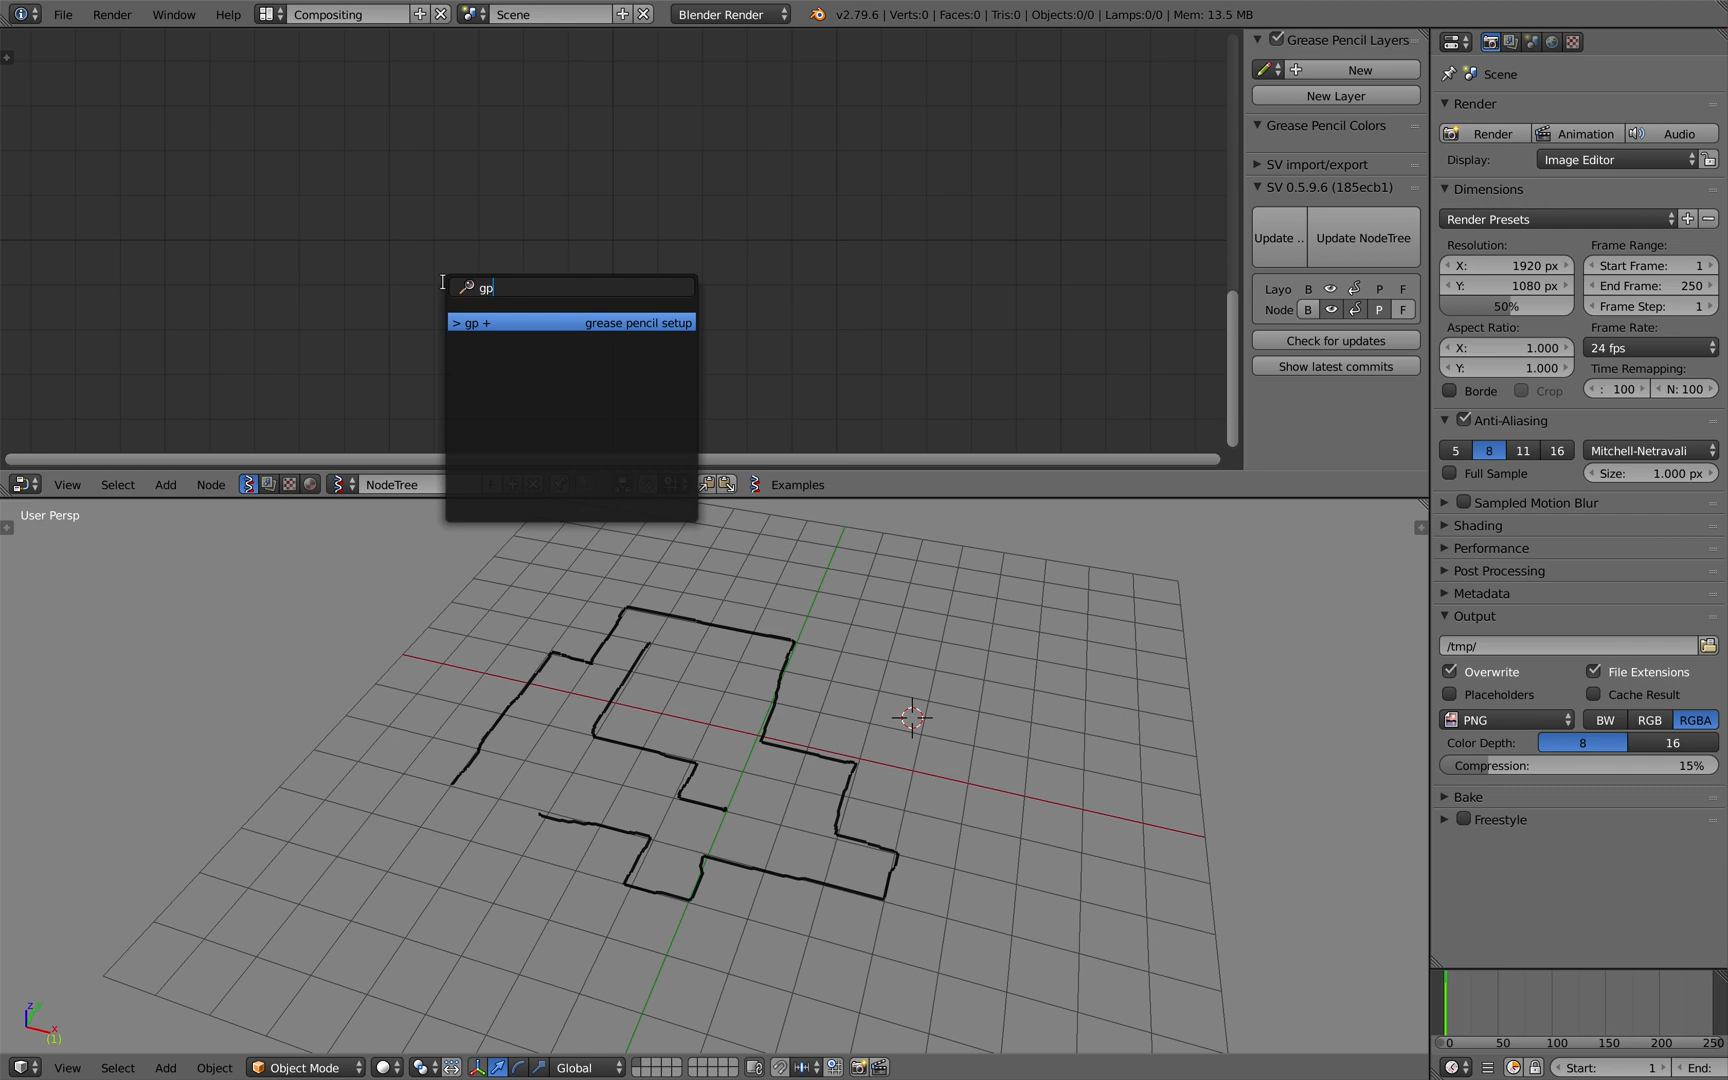 File Render Window Help Compositing Scene Blender Render v2.79.6 | Verts:0 | Faces:0 | Tris:0 | Objects:0/0 | Lamps:0/0 | Mem: 13.5 MB
Grease Pencil Layers
New
New Layer
Grease Pencil Colors
SV import/export
SV 0.5.9.6 (185ecb1)
Update .. Update NodeTree
Layo B P F
Node B P F
Check for updates
Show latest commits
gp
> gp + grease pencil setup
View Select Add Node NodeTree Examples
User Persp
z
x
(1)
View Select Add Object Object Mode Global
Scene
Render
Render Animation Audio
Display: Image Editor
Dimensions
Render Presets
Resolution: Frame Range:
X: 1920 px Start Frame: 1
Y: 1080 px End Frame: 250
50% Frame Step: 1
Aspect Ratio: Frame Rate:
X: 1.000 24 fps
Y: 1.000 Time Remapping:
Borde Crop : 100 N: 100
Anti-Aliasing
5 8 11 16 Mitchell-Netravali
Full Sample Size: 1.000 px
Sampled Motion Blur
Shading
Performance
Post Processing
Metadata
Output
/tmp/
Overwrite File Extensions
Placeholders Cache Result
PNG BW RGB RGBA
Color Depth: 8 16
Compression: 15%
Bake
Freestyle
0 50 100 150 200 250
Start: 1 End: